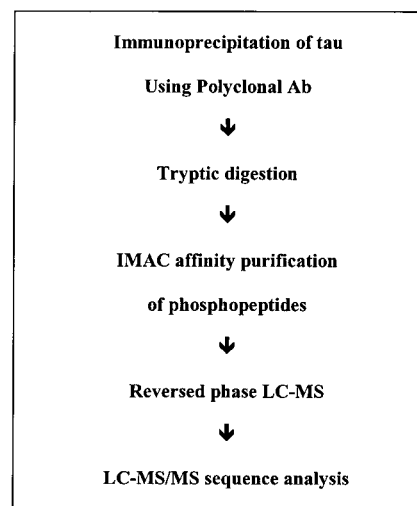 Immunoprecipitation of tau
Using Polyclonal Ab
Tryptic digestion
IMAC affinity purification
of phosphopeptides
Reversed phase LC-MS
LC-MS/MS sequence analysis